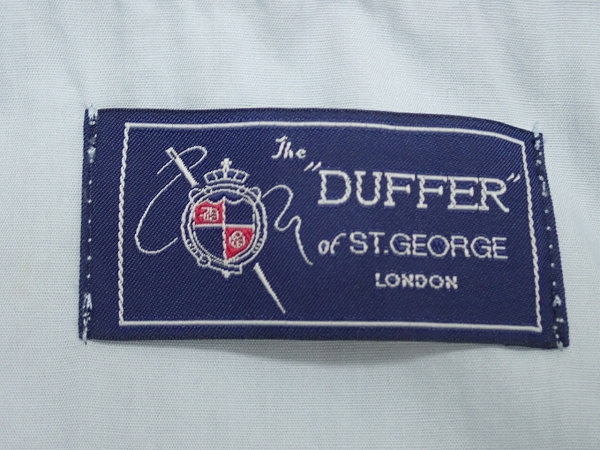 The
"DUFFER"
of ST.GEORGE
LONDON